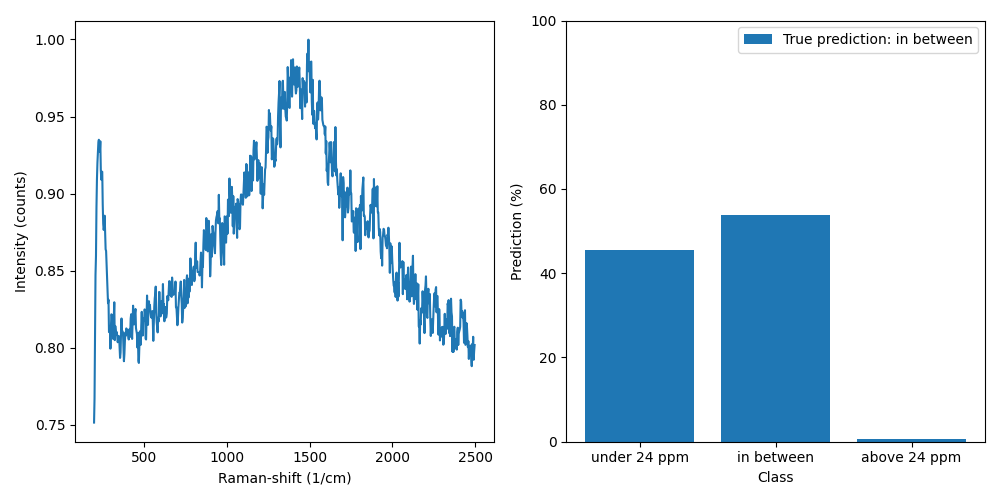 1.00
0.95
0.90
0.85
0.80
0.75
Intensity (counts)
500
1000
1500
2000
2500
Raman-shift (1/cm)
100
80
60
40
20
0
Prediction (%)
True prediction: in between
under 24 ppm
in between
above 24 ppm
Class